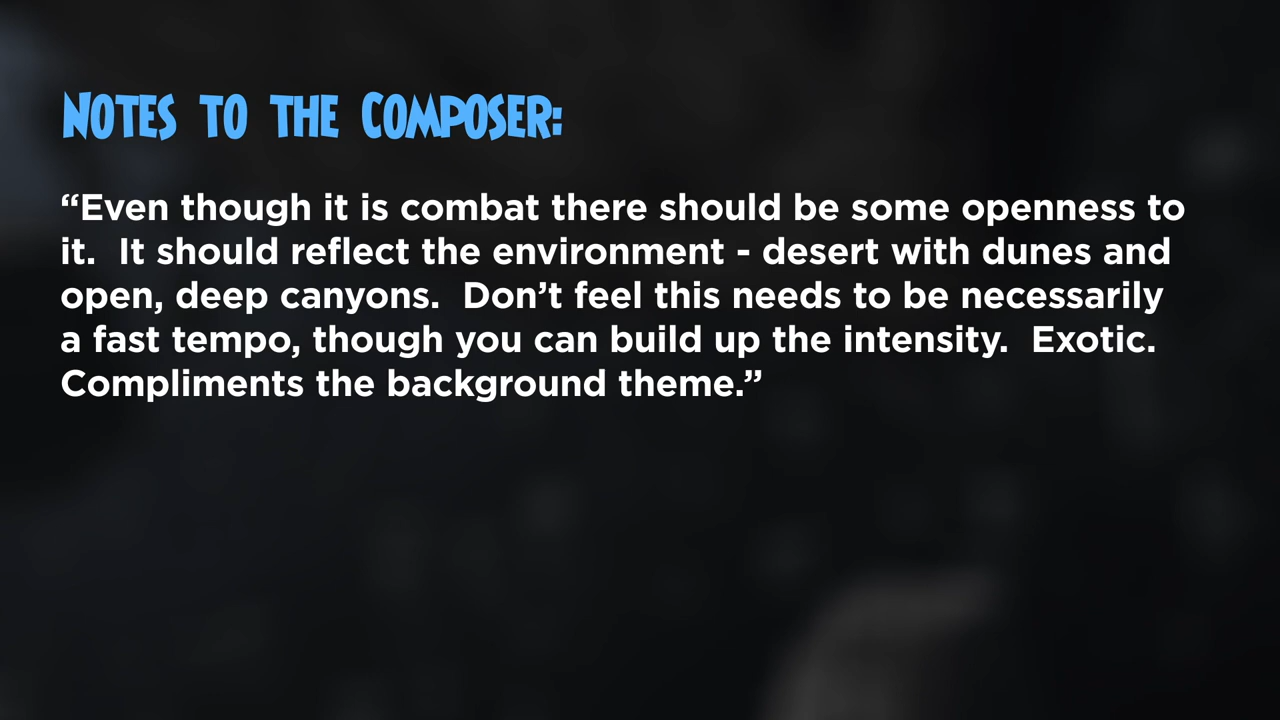 Notes to the Composer:
“Even though it is combat there should be some openness to
it.  It should reflect the environment - desert with dunes and
open, deep canyons.  Don’t feel this needs to be necessarily
a fast tempo, though you can build up the intensity.  Exotic.
Compliments the background theme.”